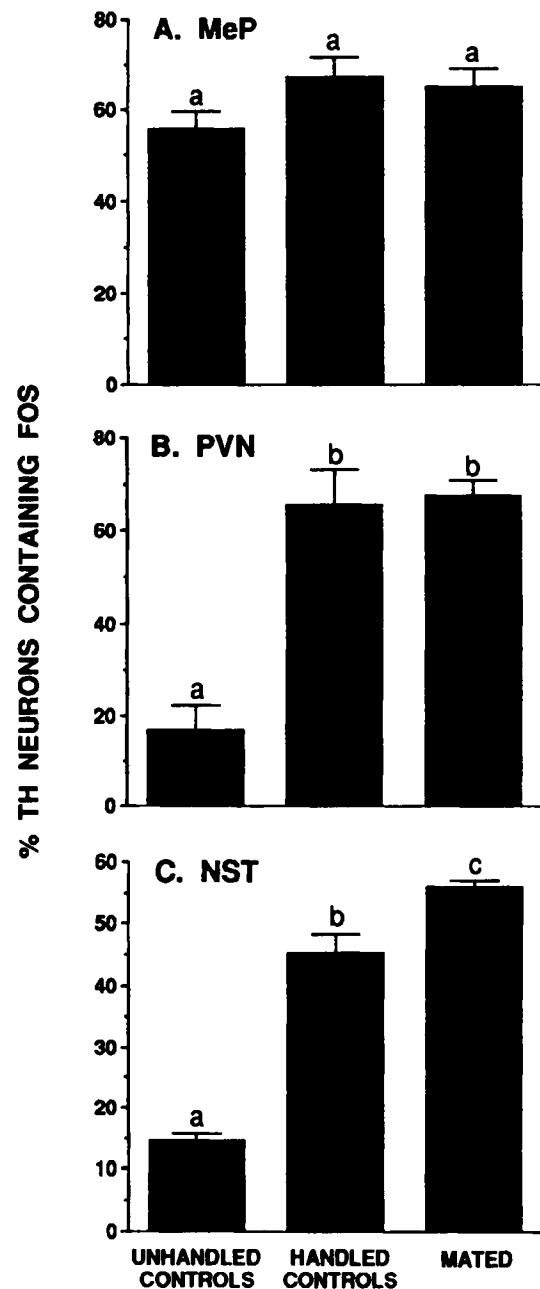 % TH NEURONS CONTAINING FOS
A. MeP
80
60
40
20
0
a
a
a
B. PVN
80
60
40
20
0
a
b
b
C. NST
60
50
40
30
15
10
0
a
b
c
UNHANDLED CONTROLS
HANDLED CONTROLS
MATED